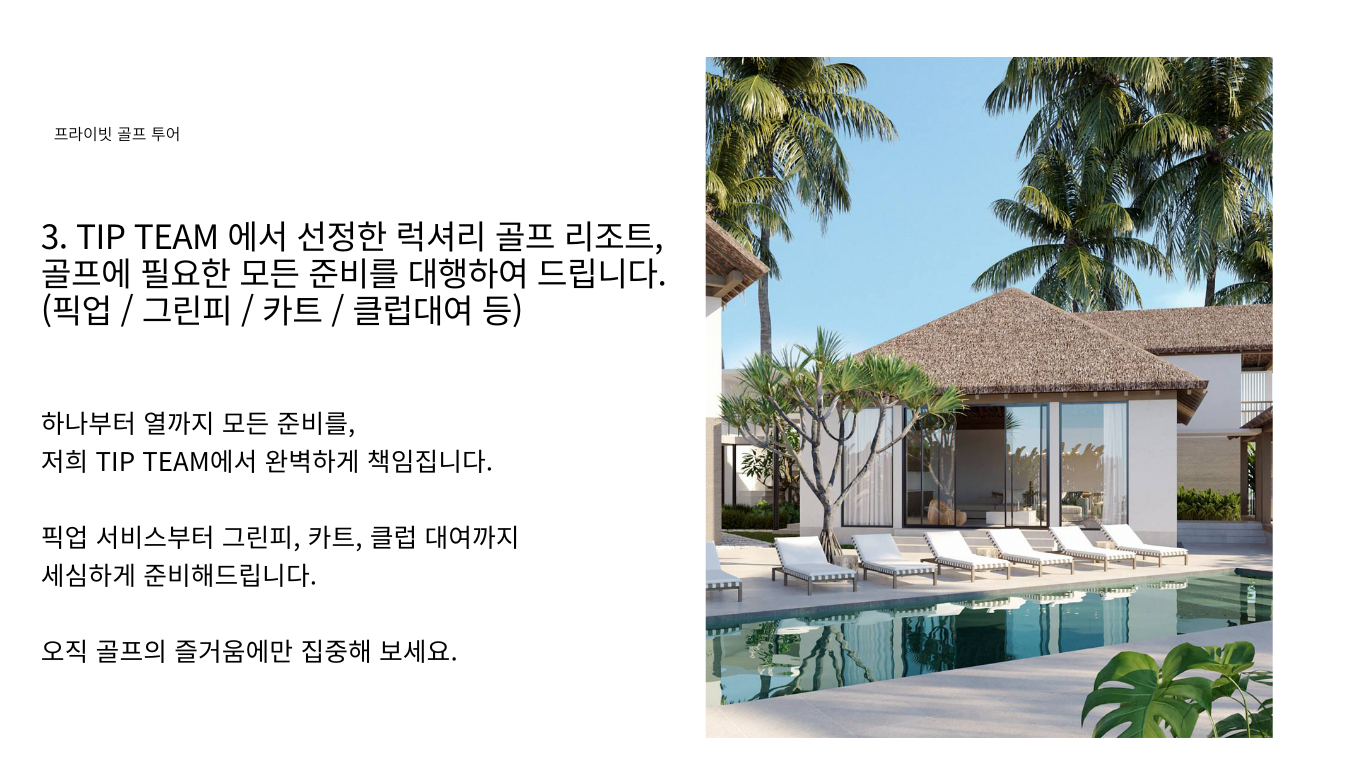 프라이빗 골프 투어
3. TIP TEAM 에서 선정한 럭셔리 골프 리조트,
골프에 필요한 모든 준비를 대행하여 드립니다.
(픽업 / 그린피 / 카트 / 클럽대여 등)
하나부터 열까지 모든 준비를,
저희 TIP TEAM에서 완벽하게 책임집니다.
픽업 서비스부터 그린피, 카트, 클럽 대여까지
세심하게 준비해드립니다.
오직 골프의 즐거움에만 집중해 보세요.